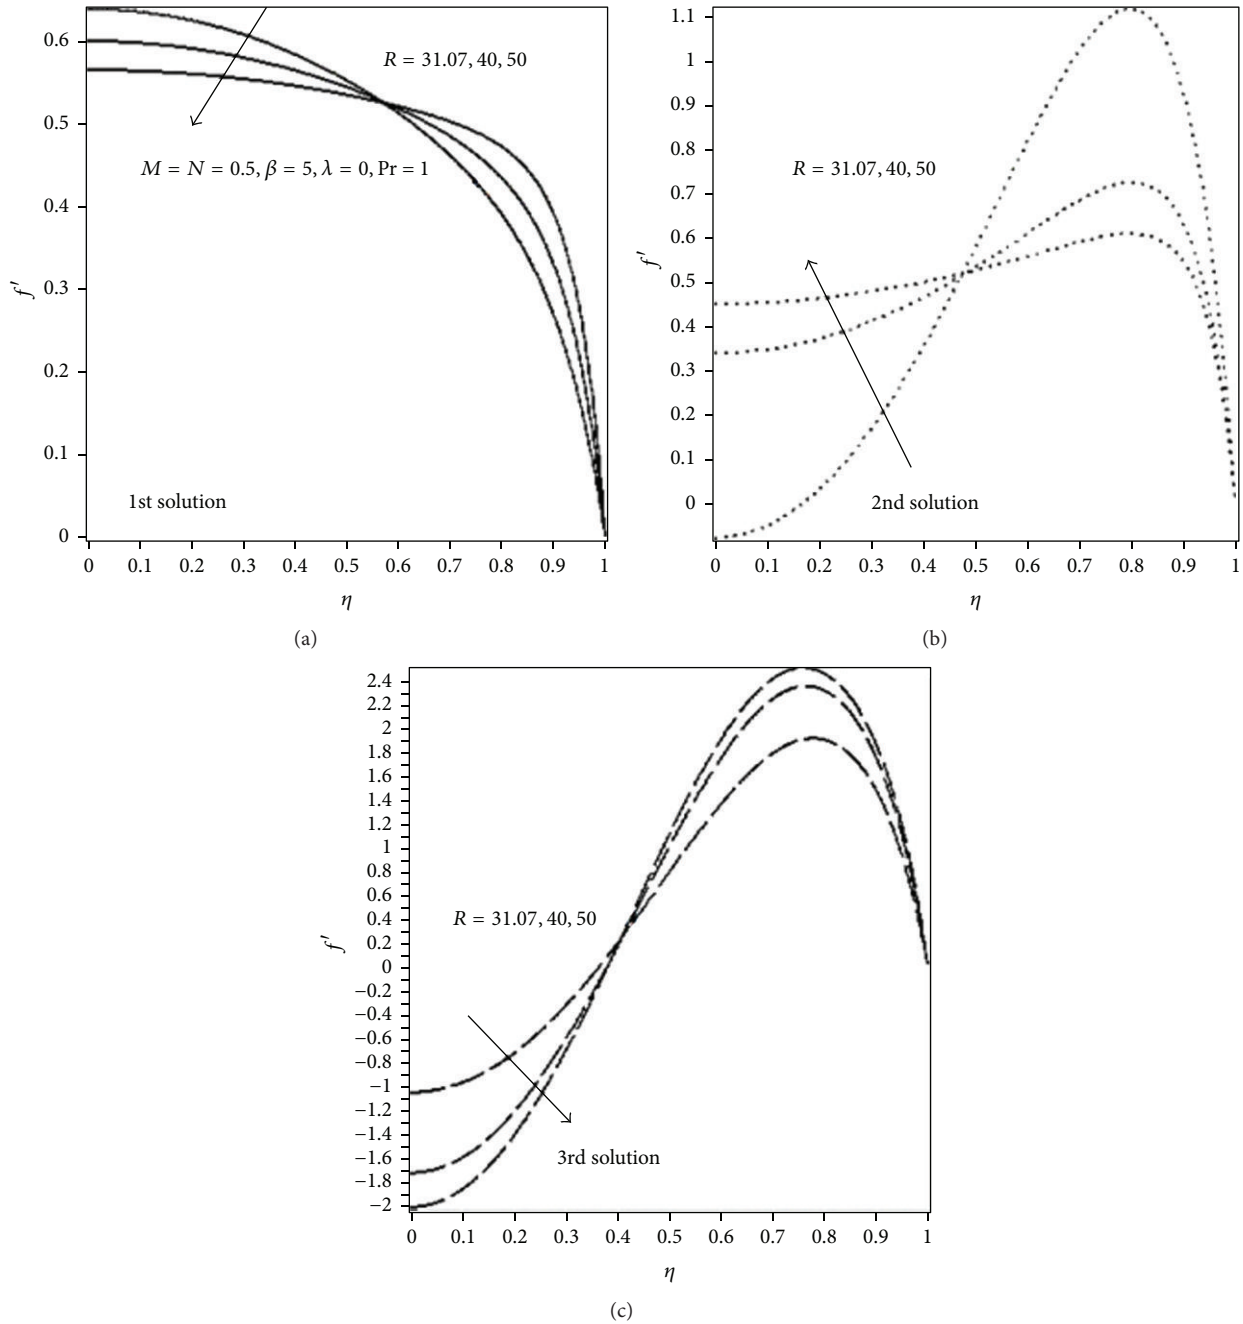 0.6
0.5
0.4
0.3
0.2
0.1
0
f′
R = 31.07, 40, 50
M = N = 0.5, β = 5, λ = 0, Pr = 1
1st solution
0 0.1 0.2 0.3 0.4 0.5 0.6 0.7 0.8 0.9 1
η
(a)
1.1
1
0.9
0.8
0.7
0.6
0.5
0.4
0.3
0.2
0.1
0
f′
R = 31.07, 40, 50
2nd solution
0 0.1 0.2 0.3 0.4 0.5 0.6 0.7 0.8 0.9 1
η
(b)
2.4
2.2
2
1.8
1.6
1.4
1.2
1
0.8
0.6
0.4
0.2
0
−0.2
−0.4
−0.6
−0.8
−1
−1.2
−1.4
−1.6
−1.8
−2
f′
R = 31.07, 40, 50
3rd solution
0 0.1 0.2 0.3 0.4 0.5 0.6 0.7 0.8 0.9 1
η
(c)